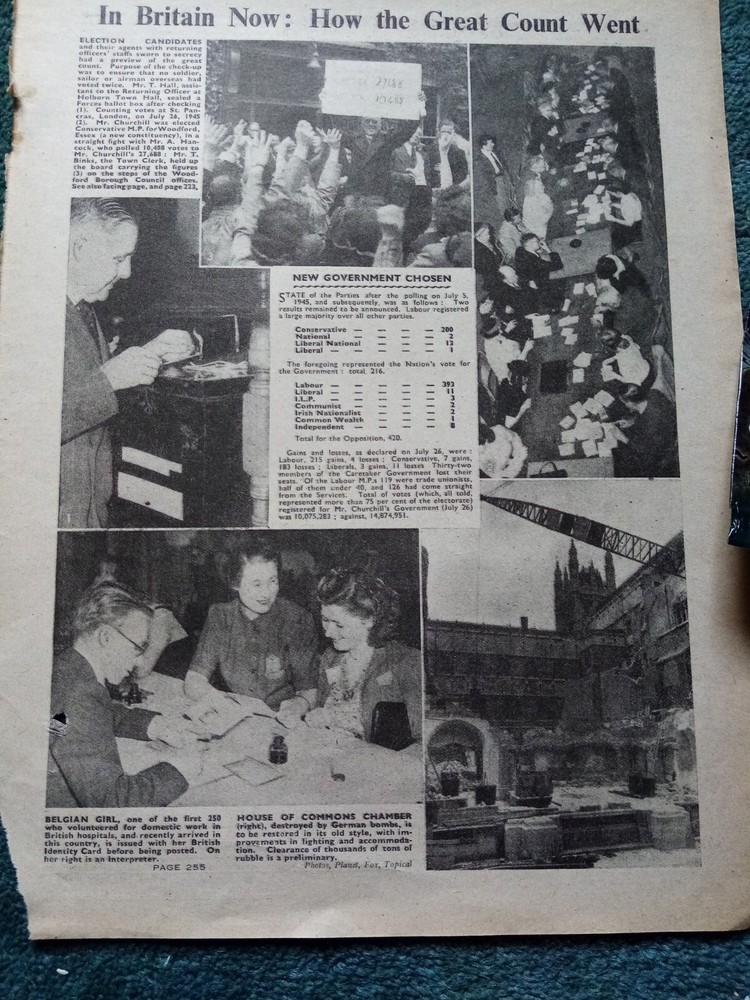 In Britain Now: How the Great Count Went
ELECTION CANDIDATES
and their agents with returning
officers' staffs sworn to secrecy
had a preview of the great
count. Purpose of the check-up
was to ensure that no soldier,
sailor or airman overseas had
voted twice. Mr. T. Hall, assis-
tant to the Returning Officer at
Holborn Town Hall, sealed a
Forces ballot box after checking
(1). Counting votes at St. Pan-
cras, London, on July 26, 1945
(2). Mr. Churchill was elected
Conservative M.P. for Woodford,
Essex (a new constituency), in a
straight fight with Mr. A. Han-
cock, who polled 10,488 votes to
Mr. Churchill's 27,688: Mr. T.
Binks, the Town Clerk, held up
the board carrying the figures
(3) on the steps of the Wood-
ford Borough Council offices.
See also facing page, and page 223.
27688
10488
NEW GOVERNMENT CHOSEN
STATE of the Parties after the polling on July 5,
1945, and subsequently, was as follows: Two
results remained to be announced. Labour registered
a large majority over all other parties.
Conservative — — — — 200
National — — — — 2
Liberal National — — — — 13
Liberal — — — — 1
The foregoing represented the Nation's vote for
the Government: total 216.
Labour — — — — 392
Liberal — — — — 11
I.L.P. — — — — 3
Communist — — — — 2
Irish Nationalist — — — — 2
Common Wealth — — — — 1
Independent — — — — 8
Total for the Opposition, 420.
Gains and losses, as declared on July 26, were:
Labour, 215 gains, 4 losses; Conservative, 7 gains,
183 losses; Liberals, 3 gains, 11 losses Thirty-two
members of the Caretaker Government lost their
seats. Of the Labour M.P.s 119 were trade unionists,
half of them under 40, and 126 had come straight
from the Services. Total of votes (which, all told,
represented more than 75 per cent of the electorate)
registered for Mr. Churchill's Government (July 26)
was 10,075,283; against, 14,874,951.
BELGIAN GIRL, one of the first 250
who volunteered for domestic work in
British hospitals, and recently arrived in
this country, is issued with her British
Identity Card before being posted. On
her right is an interpreter.
HOUSE OF COMMONS CHAMBER
(right), destroyed by German bombs, is
to be restored in its old style, with im-
provements in lighting and accommoda-
tion. Clearance of thousands of tons of
rubble is a preliminary.
PAGE 255
Photos, Planet, Fox, Topical